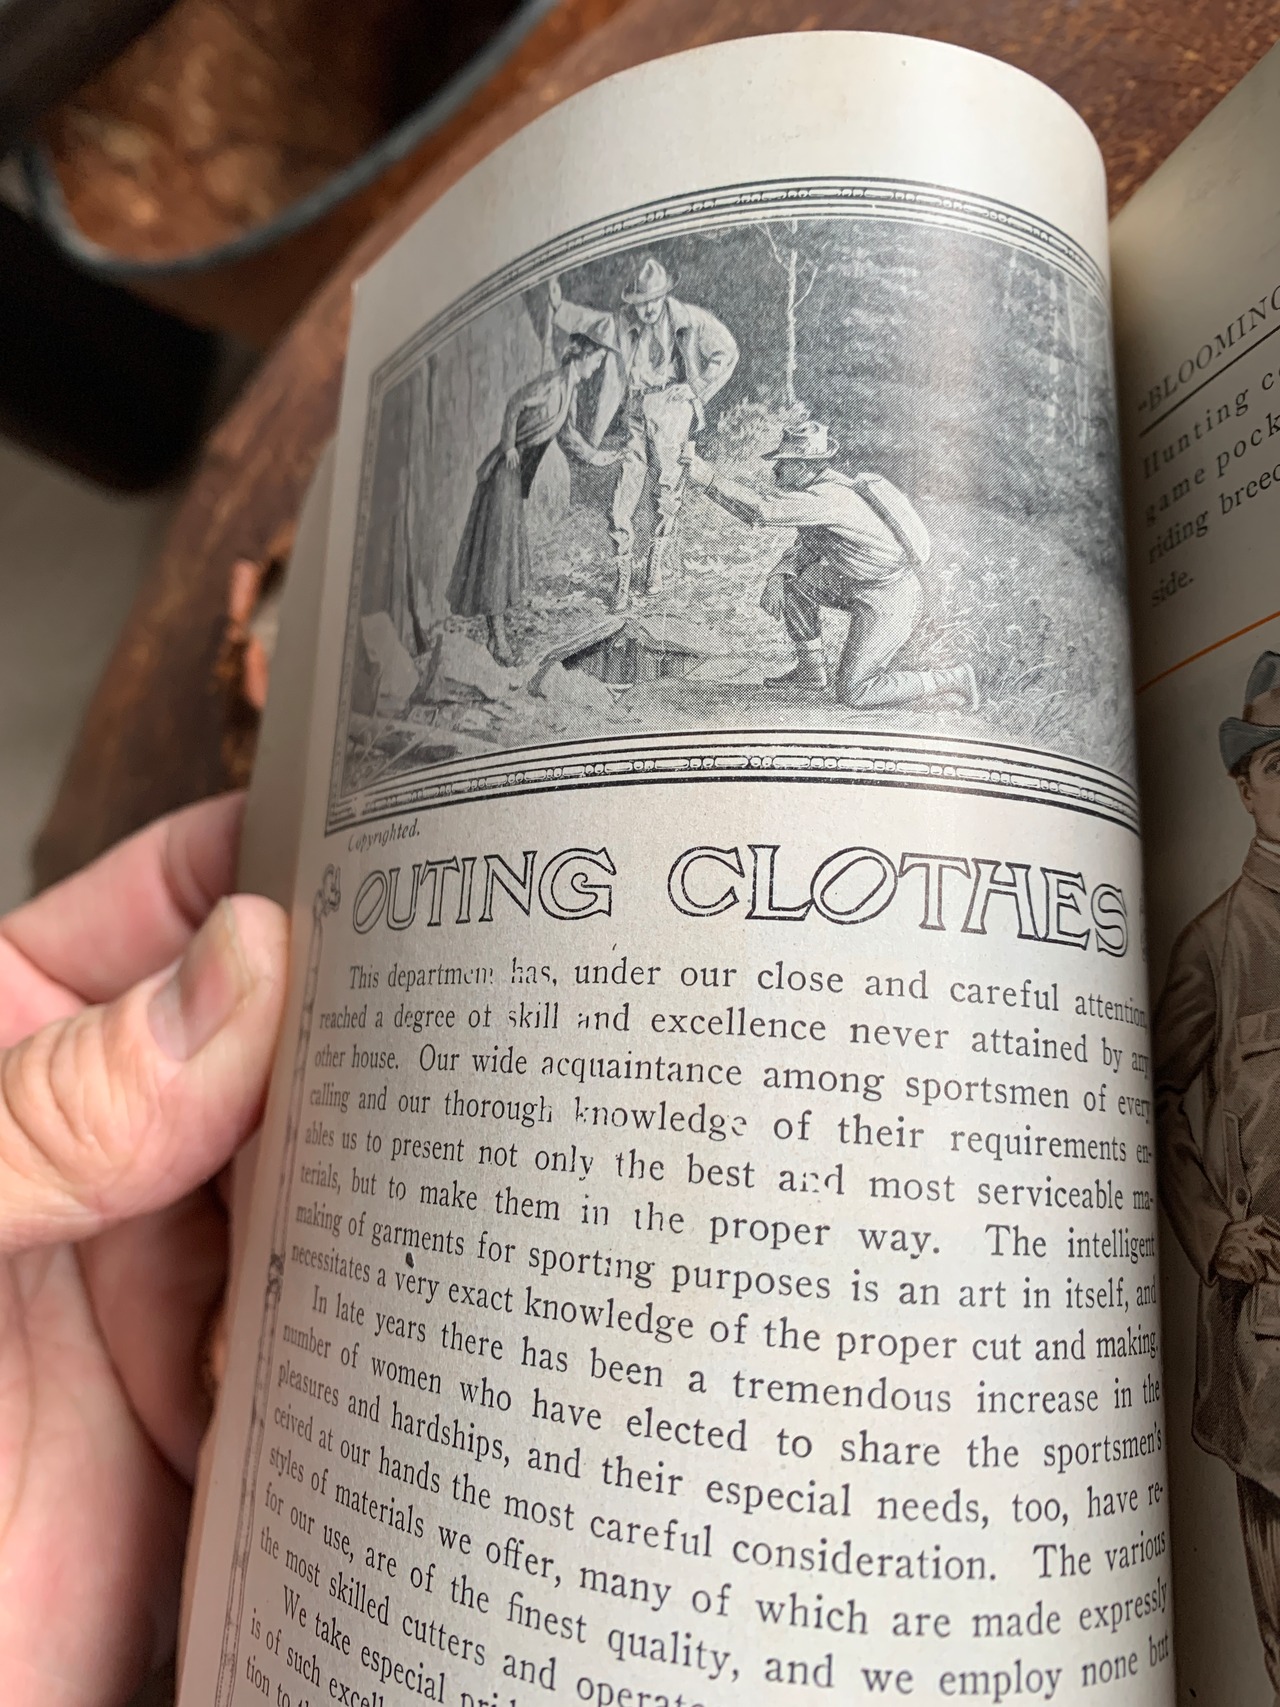 Copyrighted.
OUTING CLOTHES
This department has, under our close and careful attention,
reached a degree of skill and excellence never attained by any
other house. Our wide acquaintance among sportsmen of every
calling and our thorough knowledge of their requirements en-
ables us to present not only the best and most serviceable ma-
terials, but to make them in the proper way. The intelligent
making of garments for sporting purposes is an art in itself, and
necessitates a very exact knowledge of the proper cut and making.
In late years there has been a tremendous increase in the
number of women who have elected to share the sportsmen's
pleasures and hardships, and their especial needs, too, have re-
ceived at our hands the most careful consideration. The various
styles of materials we offer, many of which are made expressly
for our use, are of the finest quality, and we employ none but
the most skilled cutters and
We take especial
is of such
tion to
Hunting
game
riding
side.